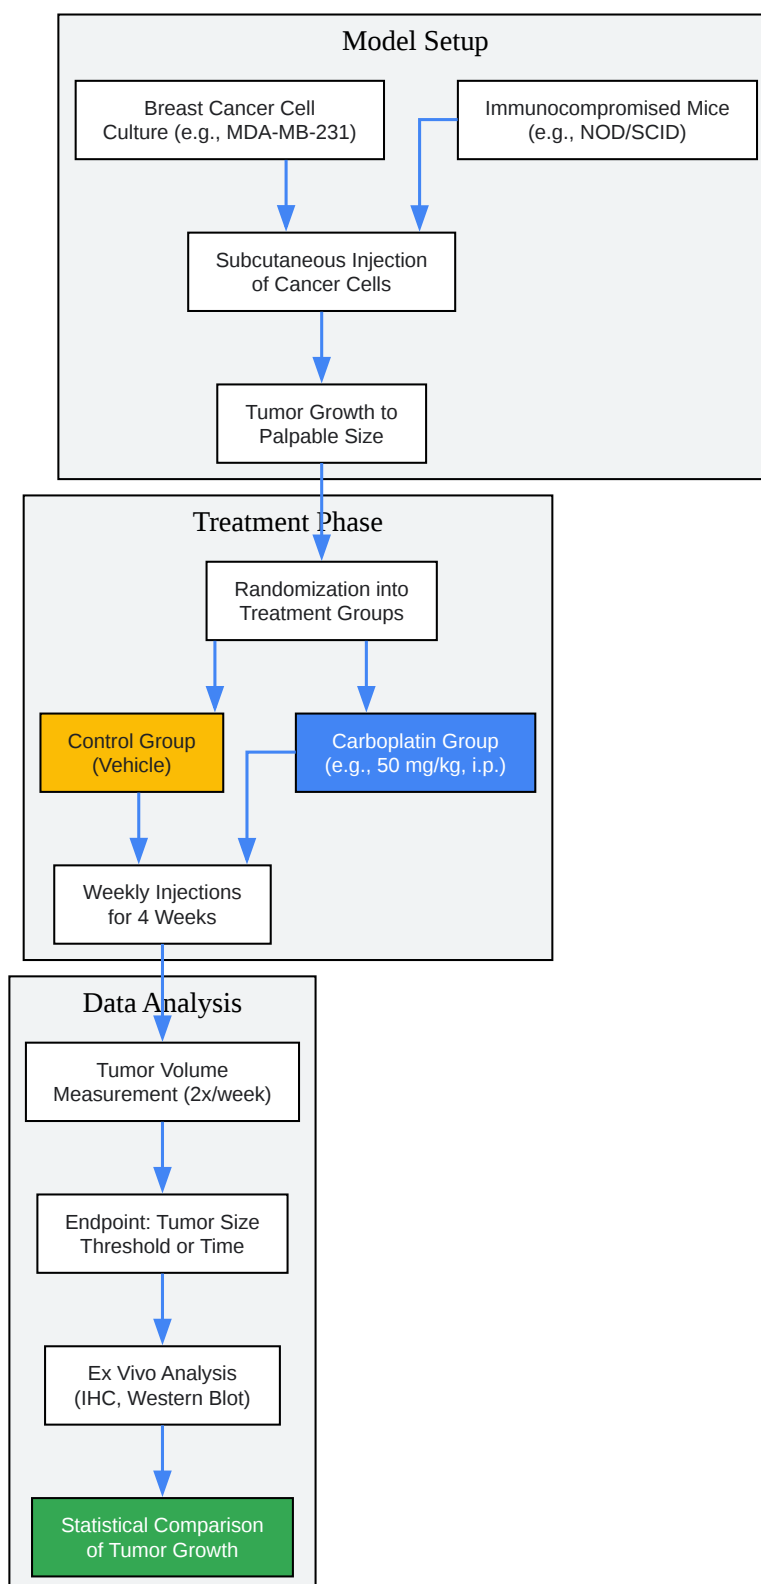 Model Setup
Breast Cancer Cell
Culture (e.g., MDA-MB-231)
Immunocompromised Mice
(e.g., NOD/SCID)
Subcutaneous Injection
of Cancer Cells
Tumor Growth to
Palpable Size
Treatment Phase
Randomization into
Treatment Groups
Control Group
(Vehicle)
Carboplatin Group
(e.g., 50 mg/kg, i.p.)
Weekly Injections
for 4 Weeks
Data Analysis
Tumor Volume
Measurement (2x/week)
Endpoint: Tumor Size
Threshold or Time
Ex Vivo Analysis
(IHC, Western Blot)
Statistical Comparison
of Tumor Growth